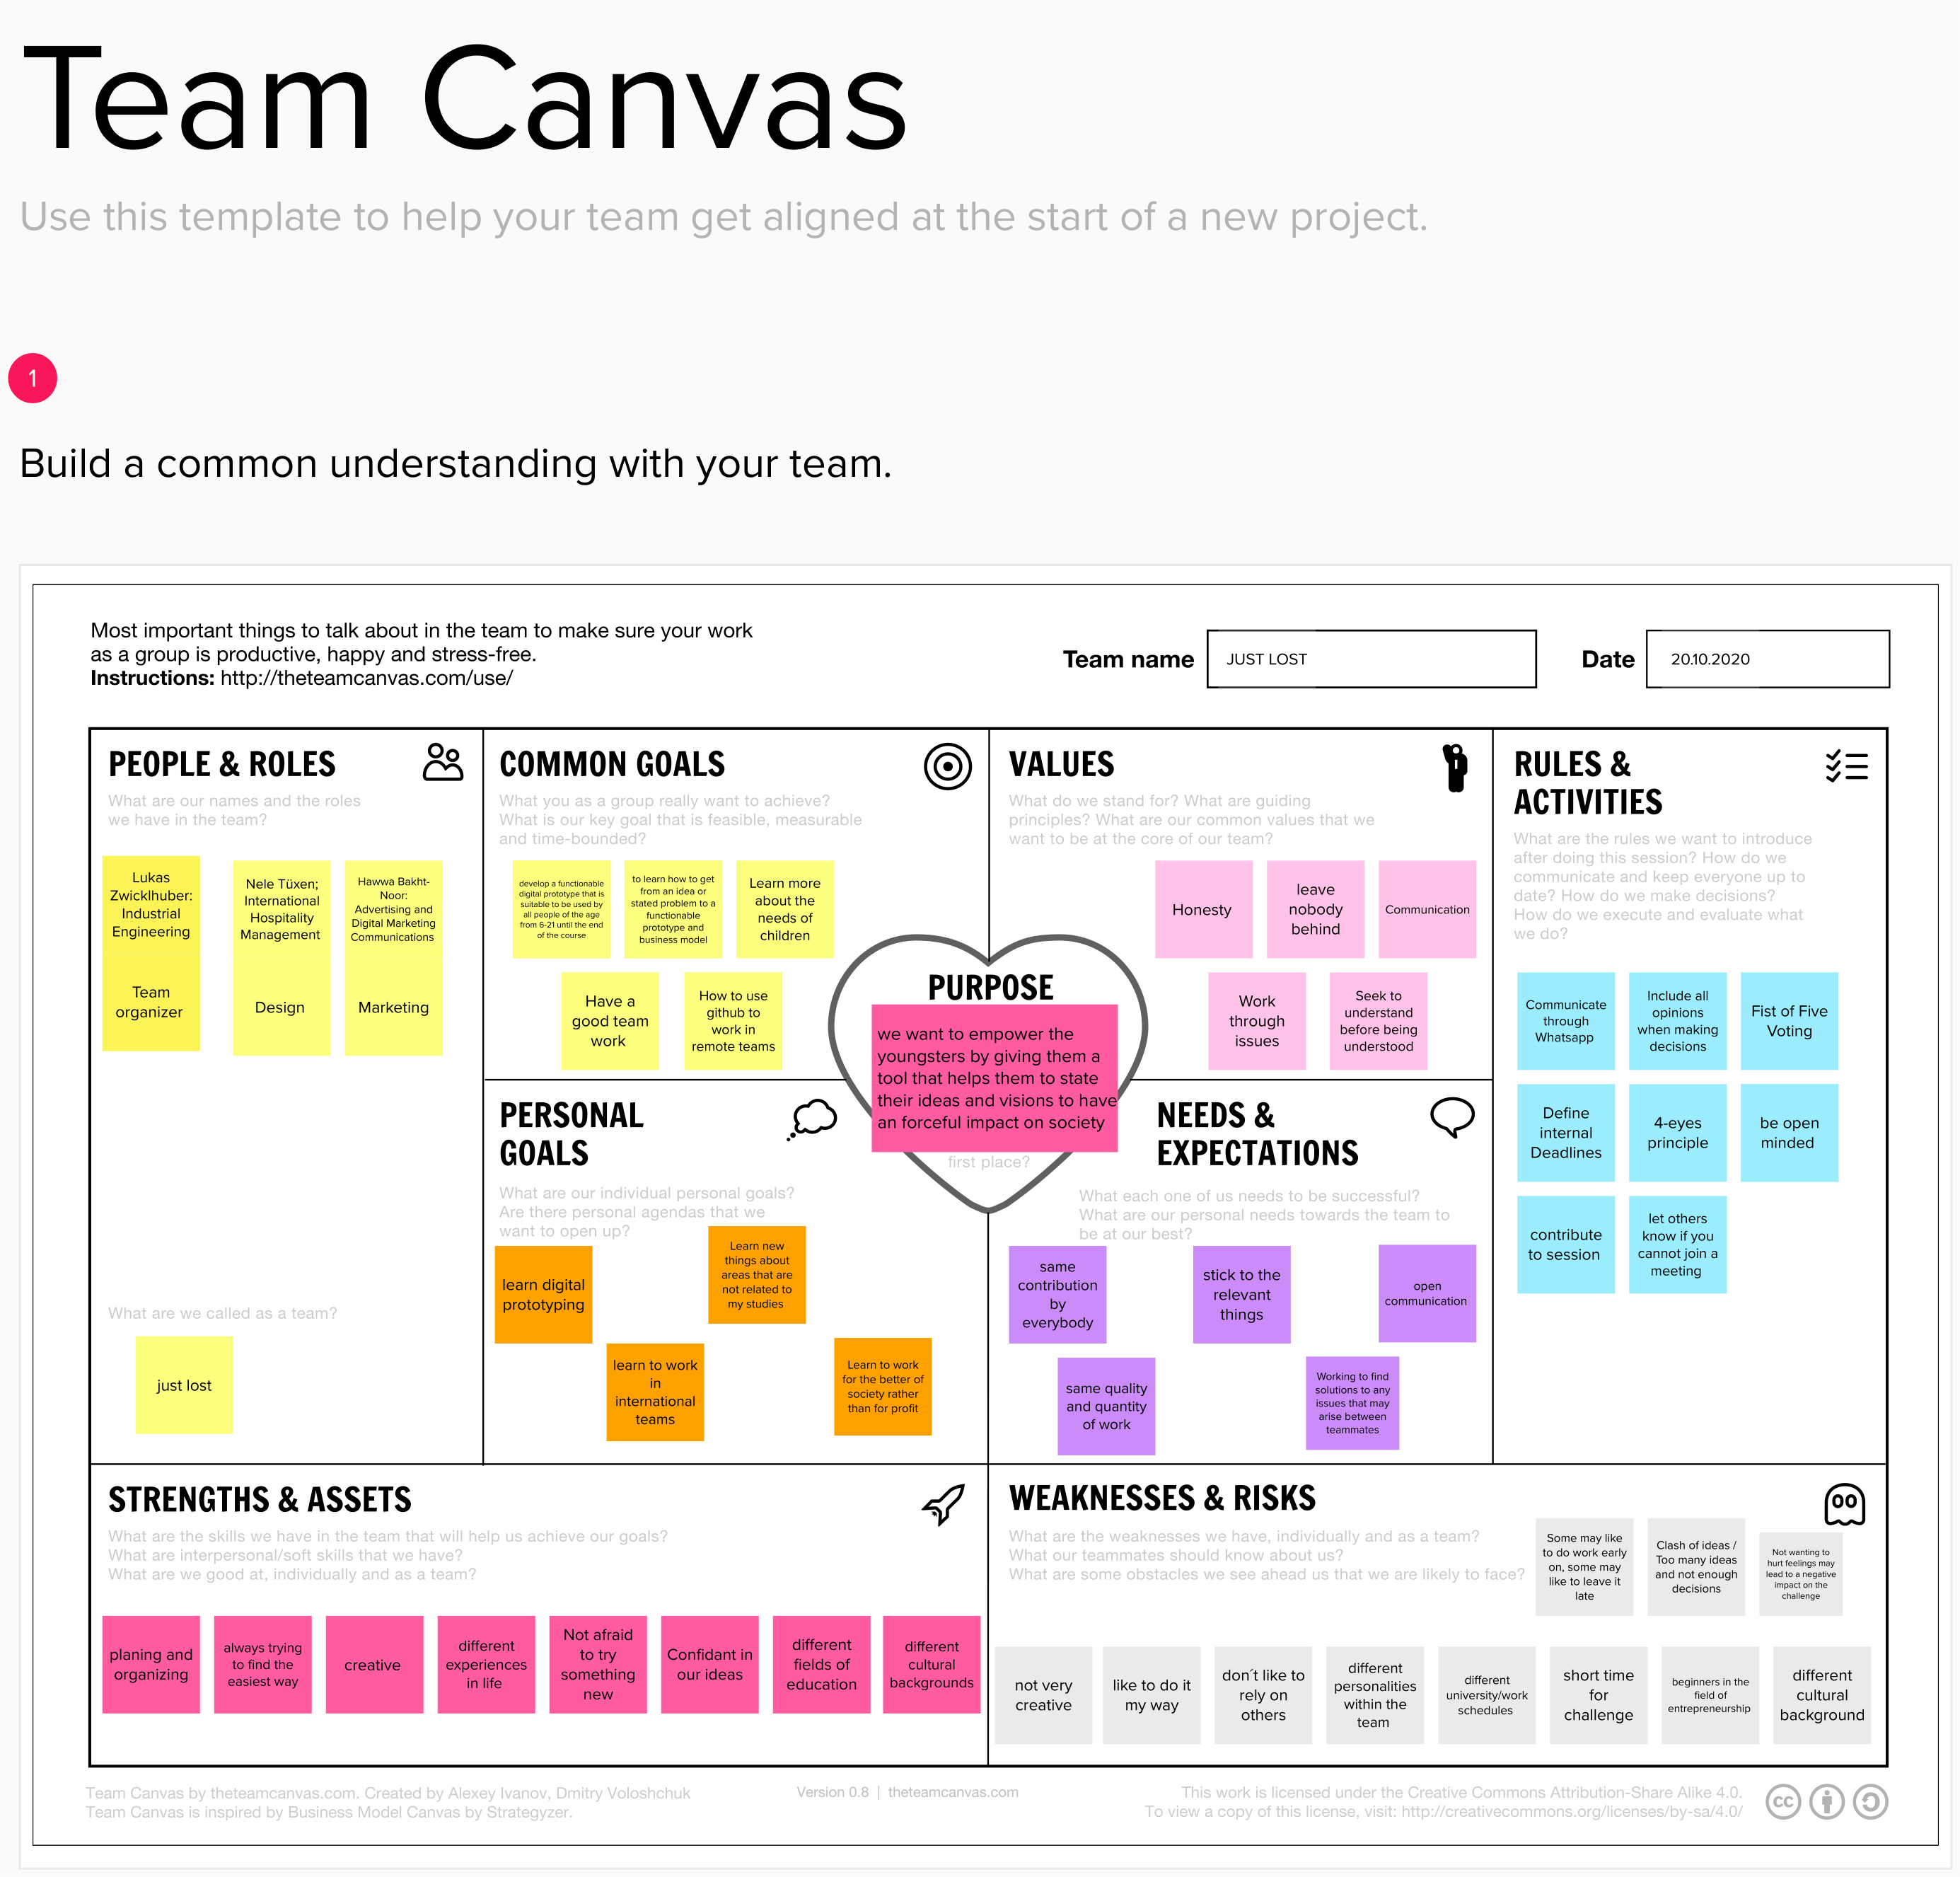 Team Canvas
Use this template to help your team get aligned at the start of a new project.
1
Build a common understanding with your team.
Most important things to talk about in the team to make sure your work
as a group is productive, happy and stress-free.
Instructions: http://theteamcanvas.com/use/
Team name
JUST LOST
Date
20.10.2020
PEOPLE & ROLES
What are our names and the roles
we have in the team?
Lukas
Zwicklhuber:
Industrial
Engineering
Nele Tüxen;
International
Hospitality
Management
Hawwa Bakht-
Noor:
Advertising and
Digital Marketing
Communications
Team
organizer
Design
Marketing
What are we called as a team?
just lost
COMMON GOALS
What you as a group really want to achieve?
What is our key goal that is feasible, measurable
and time-bounded?
develop a functionable
digital prototype that is
suitable to be used by
all people of the age
from 6-21 until the end
of the course
to learn how to get
from an idea or
stated problem to a
functionable
prototype and
business model
Learn more
about the
needs of
children
Have a
good team
work
How to use
github to
work in
remote teams
VALUES
What do we stand for? What are guiding
principles? What are our common values that we
want to be at the core of our team?
Honesty
leave
nobody
behind
Communication
Work
through
issues
Seek to
understand
before being
understood
PURPOSE
we want to empower the
youngsters by giving them a
tool that helps them to state
their ideas and visions to have
an forceful impact on society
first place?
PERSONAL
GOALS
What are our individual personal goals?
Are there personal agendas that we
want to open up?
learn digital
prototyping
Learn new
things about
areas that are
not related to
my studies
learn to work
in
international
teams
Learn to work
for the better of
society rather
than for profit
NEEDS &
EXPECTATIONS
What each one of us needs to be successful?
What are our personal needs towards the team to
be at our best?
same
contribution
by
everybody
stick to the
relevant
things
open
communication
same quality
and quantity
of work
Working to find
solutions to any
issues that may
arise between
teammates
RULES &
ACTIVITIES
What are the rules we want to introduce
after doing this session? How do we
communicate and keep everyone up to
date? How do we make decisions?
How do we execute and evaluate what
we do?
Communicate
through
Whatsapp
Include all
opinions
when making
decisions
Fist of Five
Voting
Define
internal
Deadlines
4-eyes
principle
be open
minded
contribute
to session
let others
know if you
cannot join a
meeting
STRENGTHS & ASSETS
What are the skills we have in the team that will help us achieve our goals?
What are interpersonal/soft skills that we have?
What are we good at, individually and as a team?
planing and
organizing
always trying
to find the
easiest way
creative
different
experiences
in life
Not afraid
to try
something
new
Confidant in
our ideas
different
fields of
education
different
cultural
backgrounds
WEAKNESSES & RISKS
What are the weaknesses we have, individually and as a team?
What our teammates should know about us?
What are some obstacles we see ahead us that we are likely to face?
Some may like
to do work early
on, some may
like to leave it
late
Clash of ideas /
Too many ideas
and not enough
decisions
Not wanting to
hurt feelings may
lead to a negative
impact on the
challenge
not very
creative
like to do it
my way
don´t like to
rely on
others
different
personalities
within the
team
different
university/work
schedules
short time
for
challenge
beginners in the
field of
entrepreneurship
different
cultural
background
Team Canvas by theteamcanvas.com. Created by Alexey Ivanov, Dmitry Voloshchuk
Team Canvas is inspired by Business Model Canvas by Strategyzer.
Version 0.8 | theteamcanvas.com
This work is licensed under the Creative Commons Attribution-Share Alike 4.0.
To view a copy of this license, visit: http://creativecommons.org/licenses/by-sa/4.0/
cc